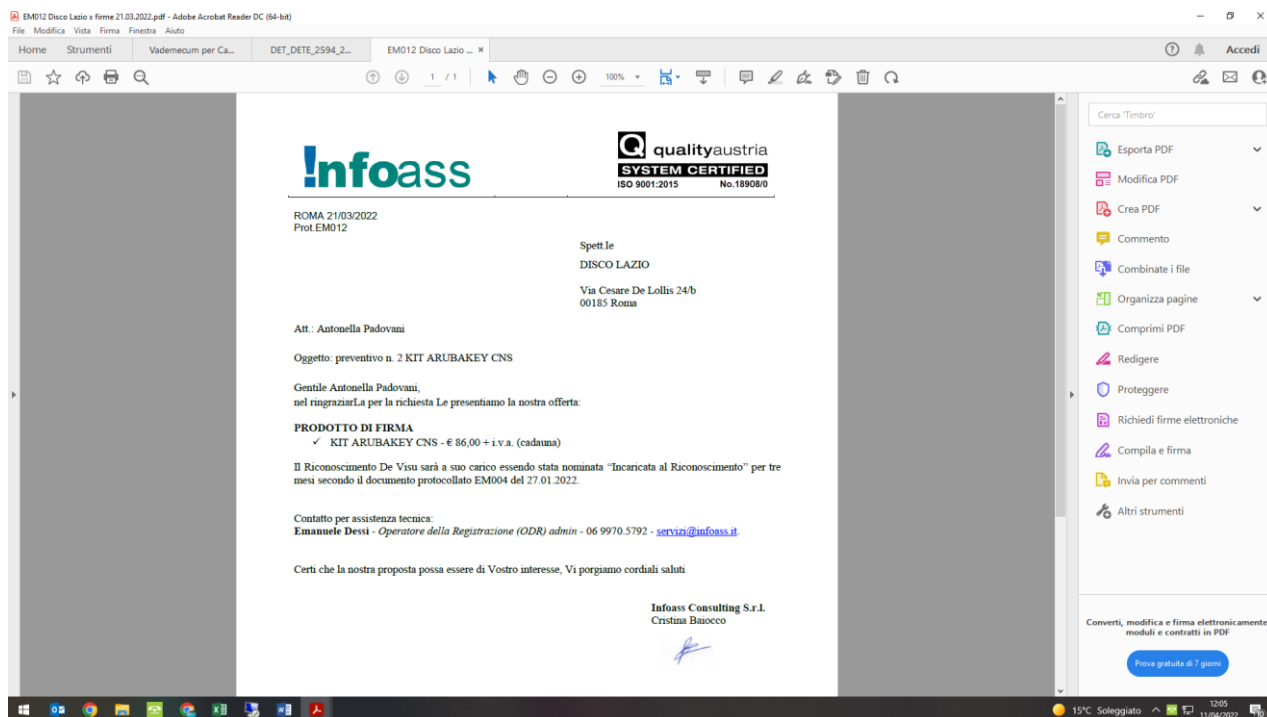 EM012 Disco Lazio x firme 21.03.2022.pdf - Adobe Acrobat Reader DC (64-bit)
File Modifica Vista Firma Finestra Aiuto
Home Strumenti Vademecum per Ca... DET_DETE_2594_2... EM012 Disco Lazio ... × Accedi
1 / 1 100%
Cerca 'Timbro'
Esporta PDF
Modifica PDF
Crea PDF
Commento
Combinate i file
Organizza pagine
Comprimi PDF
Redigere
Proteggere
Richiedi firme elettroniche
Compila e firma
Invia per commenti
Altri strumenti
Converti, modifica e firma elettronicamente
moduli e contratti in PDF
Prova gratuita di 7 giorni
!nfoass
Q qualityaustria
SYSTEM CERTIFIED
ISO 9001:2015 No.18908/0
ROMA 21/03/2022
Prot.EM012
Spett.le
DISCO LAZIO
Via Cesare De Lollis 24/b
00185 Roma
Att.: Antonella Padovani
Oggetto: preventivo n. 2 KIT ARUBAKEY CNS
Gentile Antonella Padovani,
nel ringraziarLa per la richiesta Le presentiamo la nostra offerta:
PRODOTTO DI FIRMA
✓ KIT ARUBAKEY CNS - € 86,00 + i.v.a. (cadauna)
Il Riconoscimento De Visu sarà a suo carico essendo stata nominata “Incaricata al Riconoscimento” per tre
mesi secondo il documento protocollato EM004 del 27.01.2022.
Contatto per assistenza tecnica:
Emanuele Dessì - Operatore della Registrazione (ODR) admin - 06 9970.5792 - servizi@infoass.it.
Certi che la nostra proposta possa essere di Vostro interesse, Vi porgiamo cordiali saluti
Infoass Consulting S.r.l.
Cristina Baiocco
15°C Soleggiato
12:05
11/04/2022